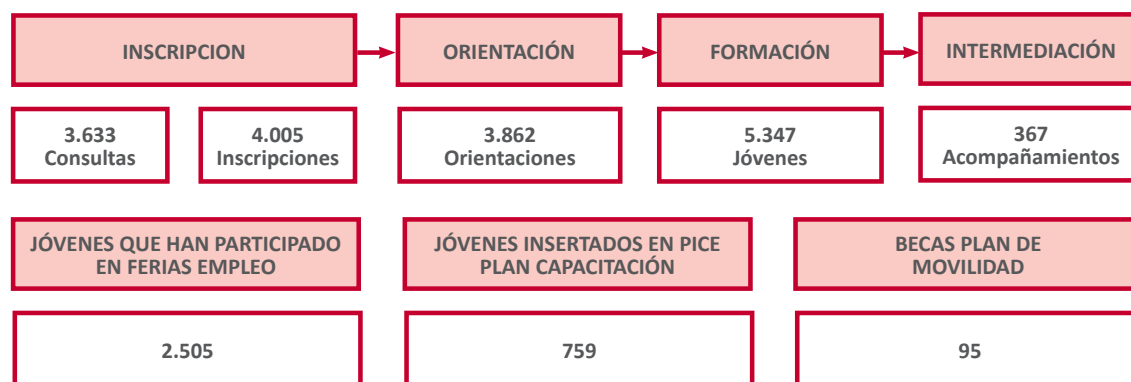 INSCRIPCION
ORIENTACIÓN
FORMACIÓN
INTERMEDIACIÓN
3.633
Consultas
4.005
Inscripciones
3.862
Orientaciones
5.347
Jóvenes
367
Acompañamientos
JÓVENES QUE HAN PARTICIPADO
EN FERIAS EMPLEO
JÓVENES INSERTADOS EN PICE
PLAN CAPACITACIÓN
BECAS PLAN DE
MOVILIDAD
2.505
759
95